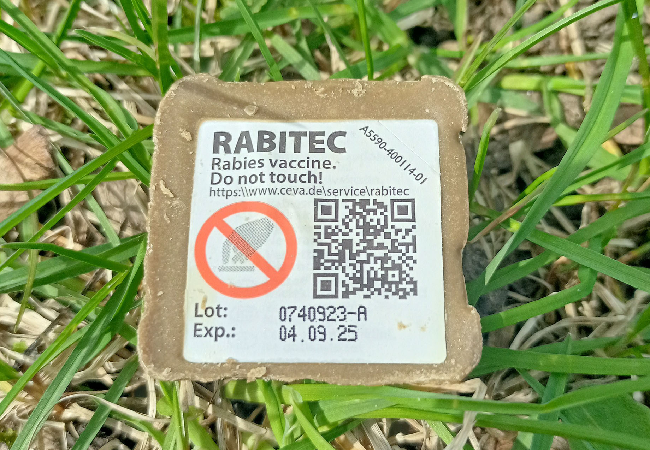 RABITEC
A5590-400114-01
Rabies vaccine.
Do not touch!
https:\\www.ceva.de\service\rabitec
Lot: 0740923-A
Exp.: 04.09.25